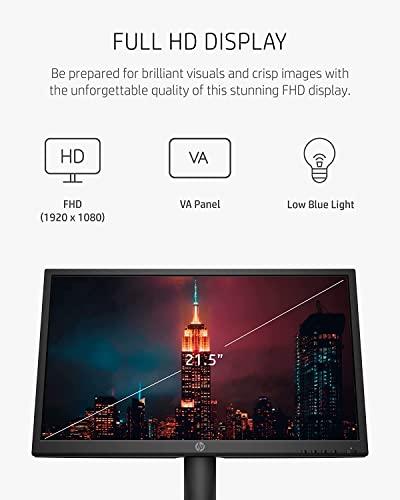 FULL HD DISPLAY
Be prepared for brilliant visuals and crisp images with
the unforgettable quality of this stunning FHD display.
HD
VA
FHD
(1920 x 1080)
VA Panel
Low Blue Light
21.5"
hp